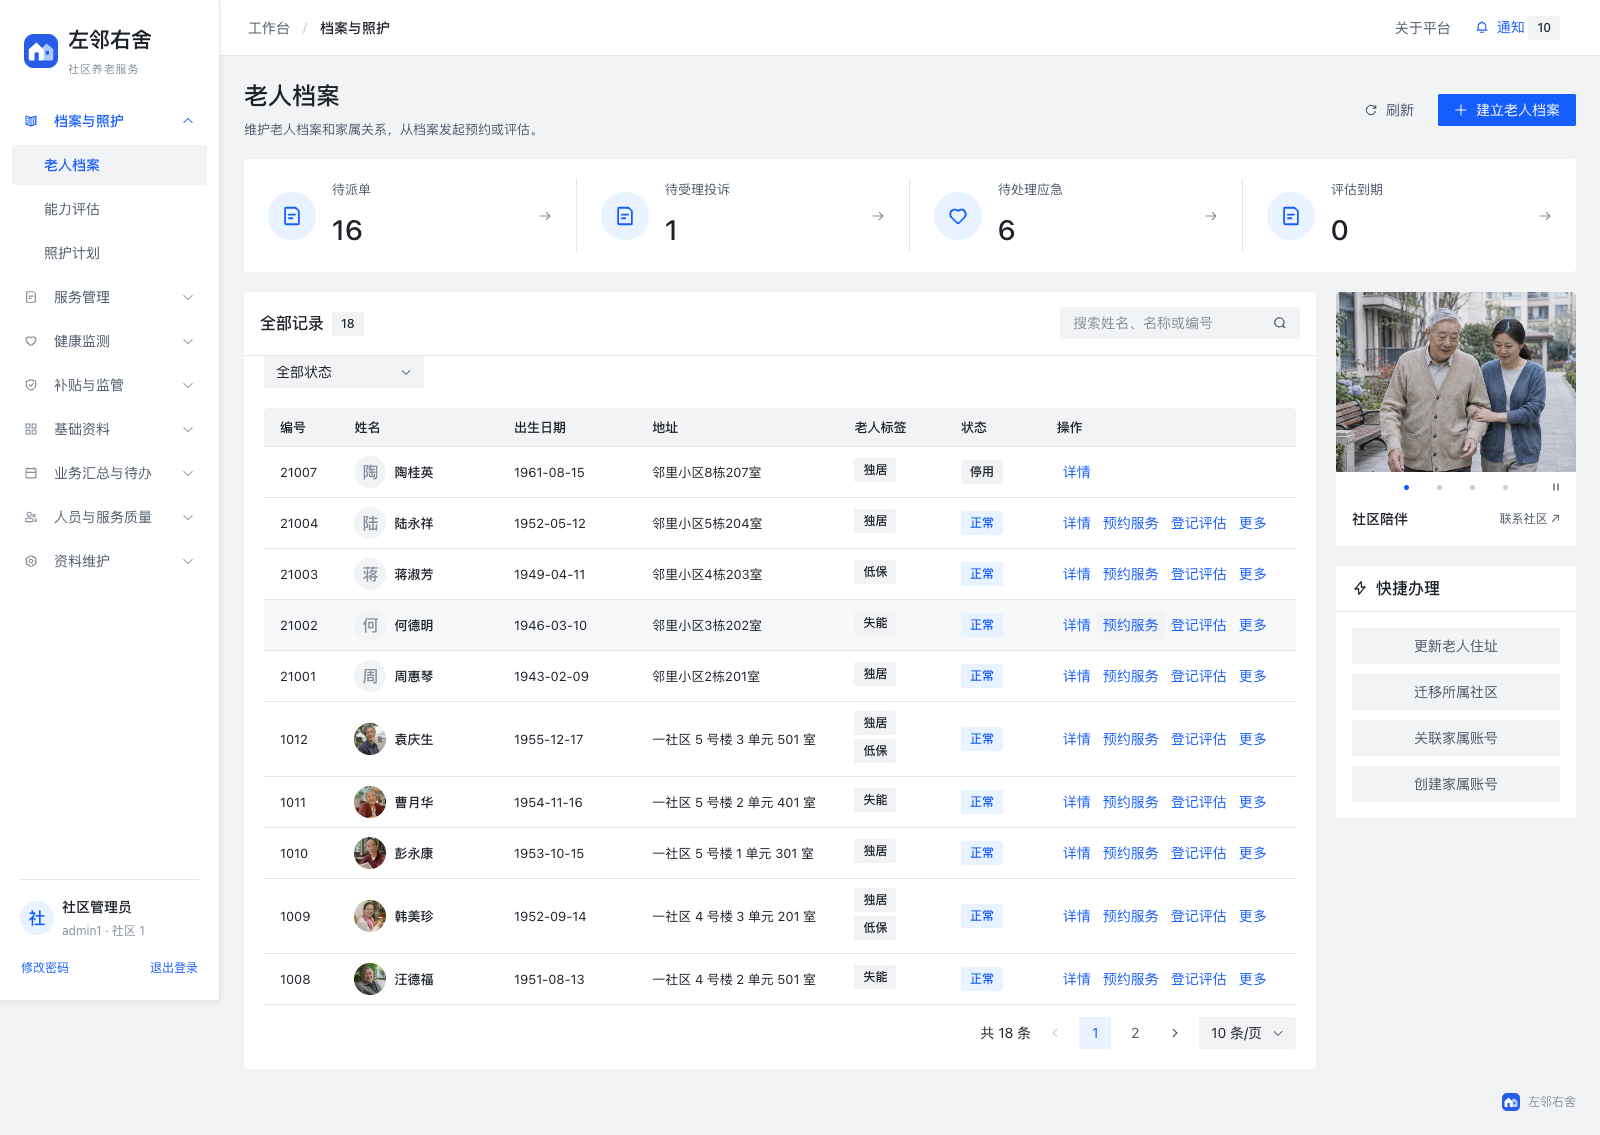 左邻右舍
社区养老服务
档案与照护
老人档案
能力评估
照护计划
服务管理
健康监测
补贴与监管
基础资料
业务汇总与待办
人员与服务质量
资料维护
社 社区管理员
admin1 · 社区 1
修改密码 退出登录
工作台 / 档案与照护
关于平台 通知 10
老人档案
维护老人档案和家属关系，从档案发起预约或评估。
刷新 建立老人档案
待派单
16
待受理投诉
1
待处理应急
6
评估到期
0
全部记录 18
搜索姓名、名称或编号
全部状态
编号 姓名 出生日期 地址 老人标签 状态 操作
21007 陶 陶桂英 1961-08-15 邻里小区8栋207室 独居 停用 详情
21004 陆 陆永祥 1952-05-12 邻里小区5栋204室 独居 正常 详情 预约服务 登记评估 更多
21003 蒋 蒋淑芳 1949-04-11 邻里小区4栋203室 低保 正常 详情 预约服务 登记评估 更多
21002 何 何德明 1946-03-10 邻里小区3栋202室 失能 正常 详情 预约服务 登记评估 更多
21001 周 周惠琴 1943-02-09 邻里小区2栋201室 独居 正常 详情 预约服务 登记评估 更多
1012 袁庆生 1955-12-17 一社区 5 号楼 3 单元 501 室 独居 低保 正常 详情 预约服务 登记评估 更多
1011 曹月华 1954-11-16 一社区 5 号楼 2 单元 401 室 失能 正常 详情 预约服务 登记评估 更多
1010 彭永康 1953-10-15 一社区 5 号楼 1 单元 301 室 独居 正常 详情 预约服务 登记评估 更多
1009 韩美珍 1952-09-14 一社区 4 号楼 3 单元 201 室 独居 低保 正常 详情 预约服务 登记评估 更多
1008 汪德福 1951-08-13 一社区 4 号楼 2 单元 501 室 失能 正常 详情 预约服务 登记评估 更多
共 18 条 1 2 10 条/页
社区陪伴 联系社区
快捷办理
更新老人住址
迁移所属社区
关联家属账号
创建家属账号
左邻右舍